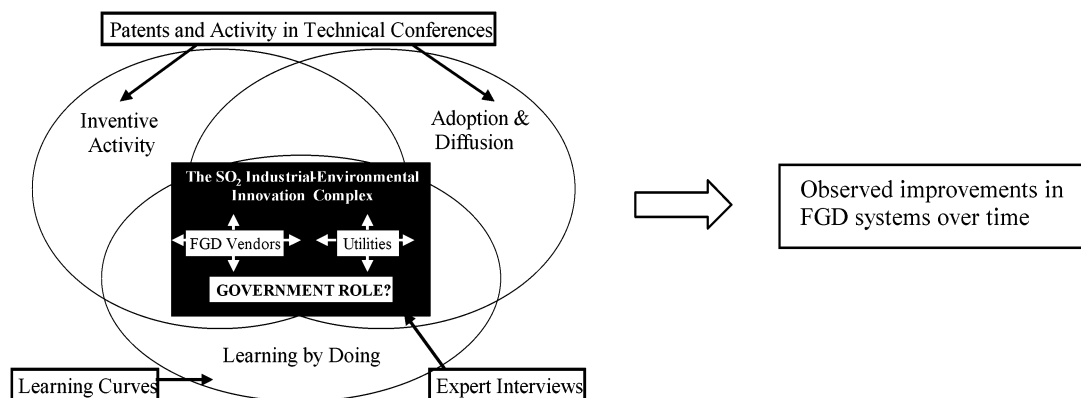 Patents and Activity in Technical Conferences
Inventive
Activity
Adoption &
Diffusion
The SO₂ Industrial-Environmental
Innovation Complex
FGD Vendors
Utilities
GOVERNMENT ROLE?
Learning by Doing
Learning Curves
Expert Interviews
Observed improvements in
FGD systems over time